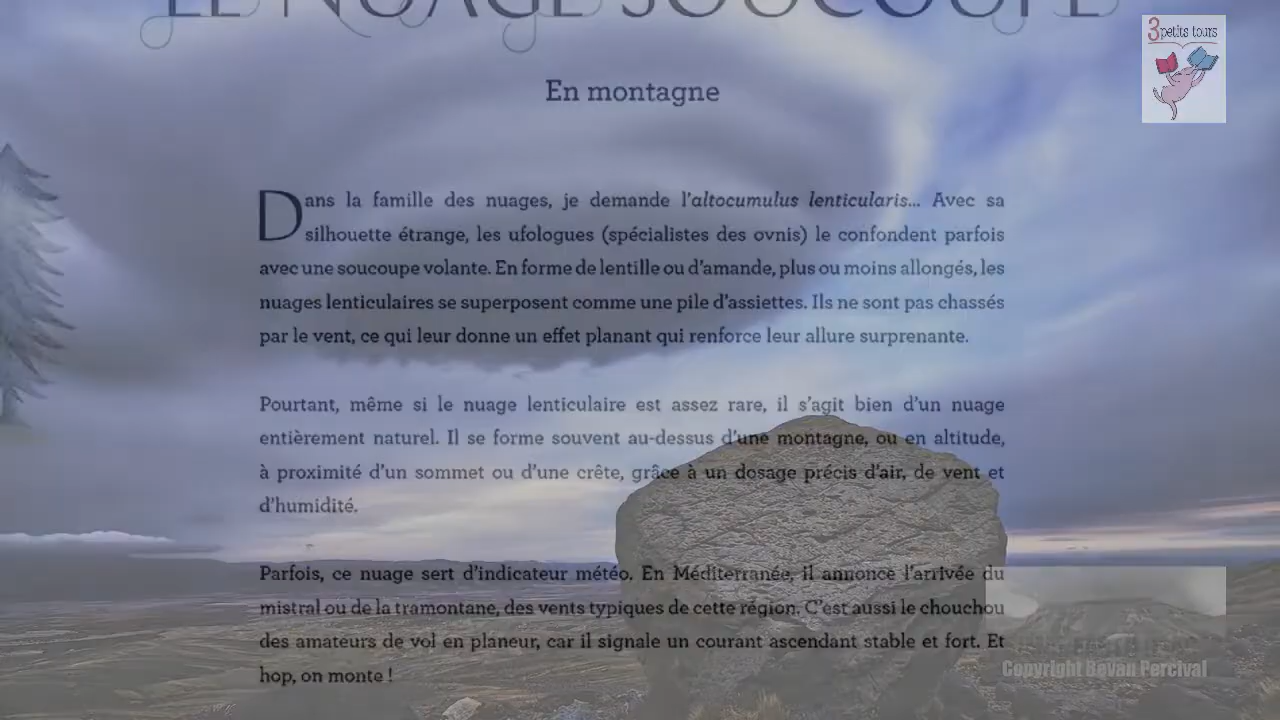 LE NUAGE SOUCOUPE
3 petits tours
En montagne
Dans la famille des nuages, je demande l'altocumulus lenticularis... Avec sa
silhouette étrange, les ufologues (spécialistes des ovnis) le confondent parfois
avec une soucoupe volante. En forme de lentille ou d'amande, plus ou moins allongés, les
nuages lenticulaires se superposent comme une pile d'assiettes. Ils ne sont pas chassés
par le vent, ce qui leur donne un effet planant qui renforce leur allure surprenante.
Pourtant, même si le nuage lenticulaire est assez rare, il s'agit bien d'un nuage
entièrement naturel. Il se forme souvent au-dessus d'une montagne, ou en altitude,
à proximité d'un sommet ou d'une crête, grâce à un dosage précis d'air, de vent et
d'humidité.
Parfois, ce nuage sert d'indicateur météo. En Méditerranée, il annonce l'arrivée du
mistral ou de la tramontane, des vents typiques de cette région. C'est aussi le chouchou
des amateurs de vol en planeur, car il signale un courant ascendant stable et fort. Et
hop, on monte !
Copyright Bevan Percival